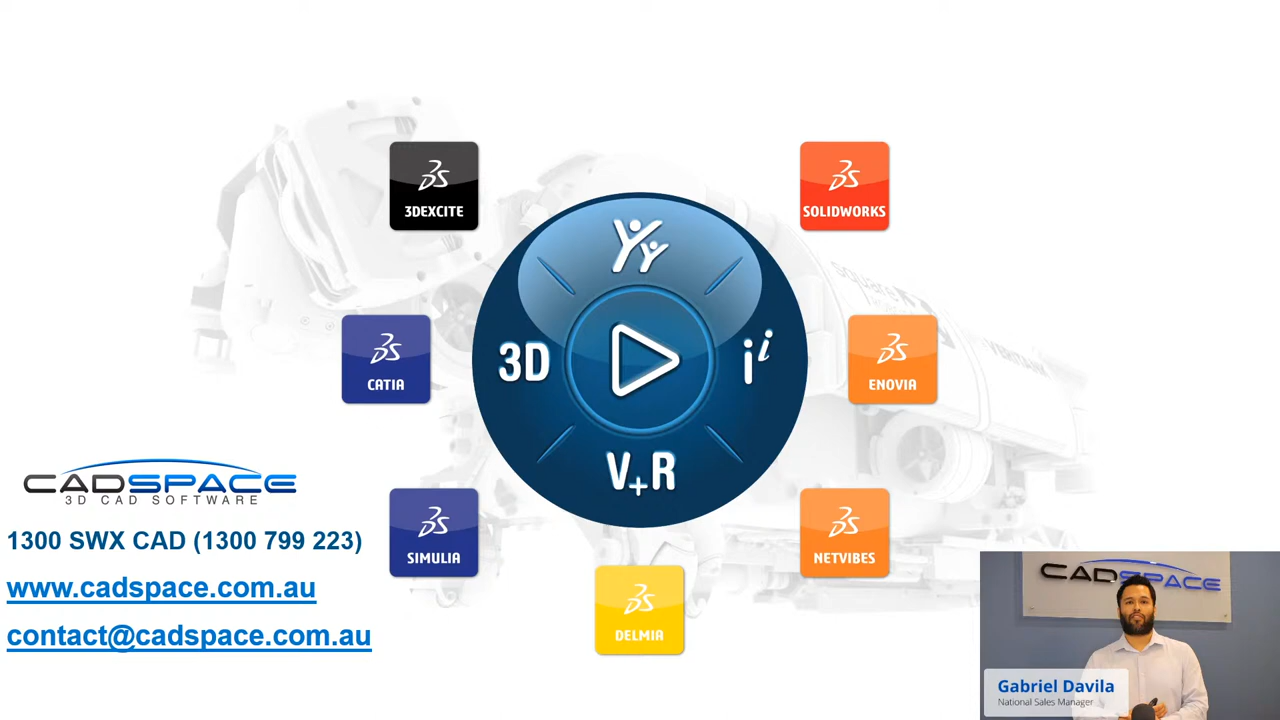 3DEXCITE
SOLIDWORKS
3D
i i
CATIA
ENOVIA
V+R
CADSPACE
3D CAD SOFTWARE
SIMULIA
NETVIBES
1300 SWX CAD (1300 799 223)
www.cadspace.com.au
contact@cadspace.com.au
DELMIA
CADSPACE
Gabriel Davila
National Sales Manager